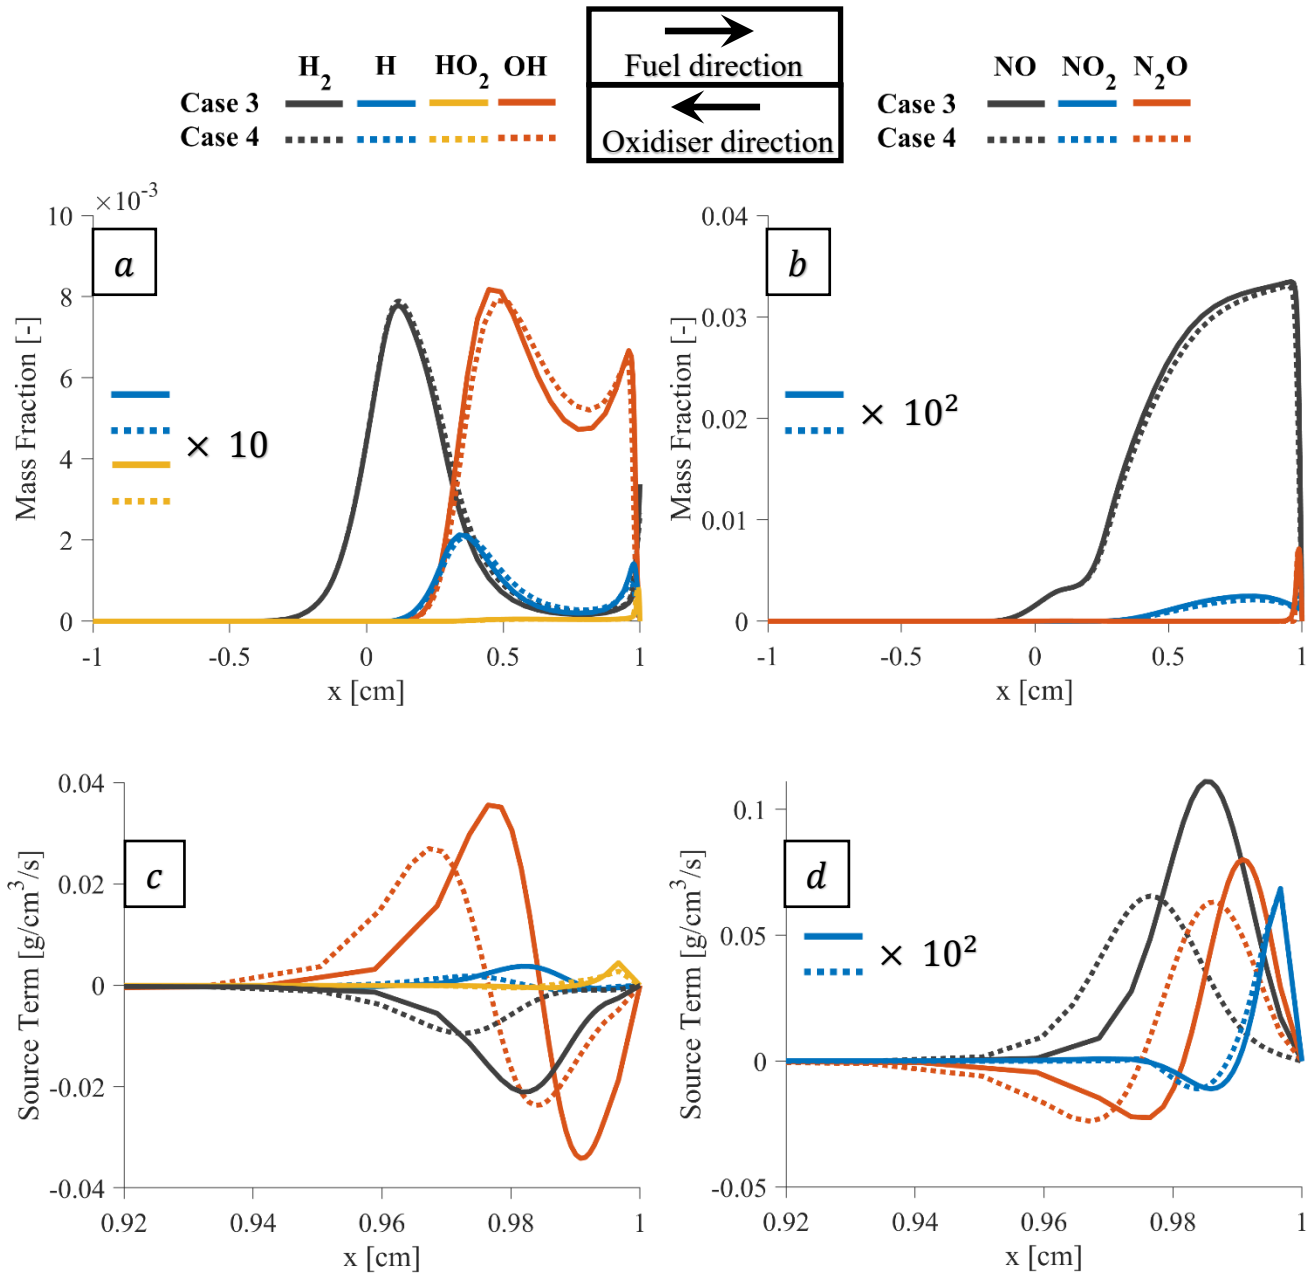 H₂ H HO₂ OH
Case 3
Case 4
Fuel direction
Oxidiser direction
NO NO₂ N₂O
Case 3
Case 4
×10⁻³
10
8
6
4
2
0
Mass Fraction [-]
a
× 10
-1 -0.5 0 0.5 1
x [cm]
0.04
0.03
0.02
0.01
0
Mass Fraction [-]
b
× 10²
-1 -0.5 0 0.5 1
x [cm]
0.04
0.02
0
-0.02
-0.04
Source Term [g/cm³/s]
c
0.92 0.94 0.96 0.98 1
x [cm]
0.1
0.05
0
-0.05
Source Term [g/cm³/s]
d
× 10²
0.92 0.94 0.96 0.98 1
x [cm]